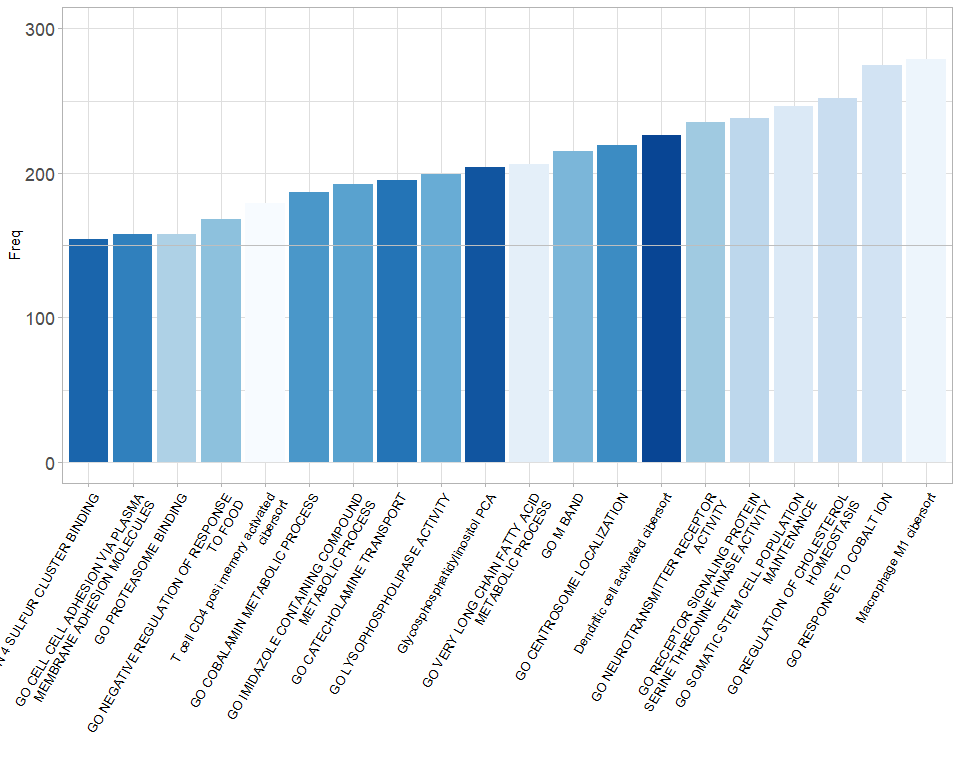 300
200
100
0
Freq
4 SULFUR CLUSTER BINDING
GO CELL CELL ADHESION VIA PLASMA
MEMBRANE ADHESION MOLECULES
GO PROTEASOME BINDING
GO NEGATIVE REGULATION OF RESPONSE
TO FOOD
T cell CD4 posi memory activated
cibersort
GO COBALAMIN METABOLIC PROCESS
GO IMIDAZOLE CONTAINING COMPOUND
METABOLIC PROCESS
GO CATECHOLAMINE TRANSPORT
GO LYSOPHOSPHOLIPASE ACTIVITY
Glycosphosphatidylinositol PCA
GO VERY LONG CHAIN FATTY ACID
METABOLIC PROCESS
GO M BAND
GO CENTROSOME LOCALIZATION
Dendritic cell activated cibersort
GO NEUROTRANSMITTER RECEPTOR
ACTIVITY
GO RECEPTOR SIGNALING PROTEIN
SERINE THREONINE KINASE ACTIVITY
GO SOMATIC STEM CELL POPULATION
MAINTENANCE
GO REGULATION OF CHOLESTEROL
HOMEOSTASIS
GO RESPONSE TO COBALT ION
Macrophage M1 cibersort